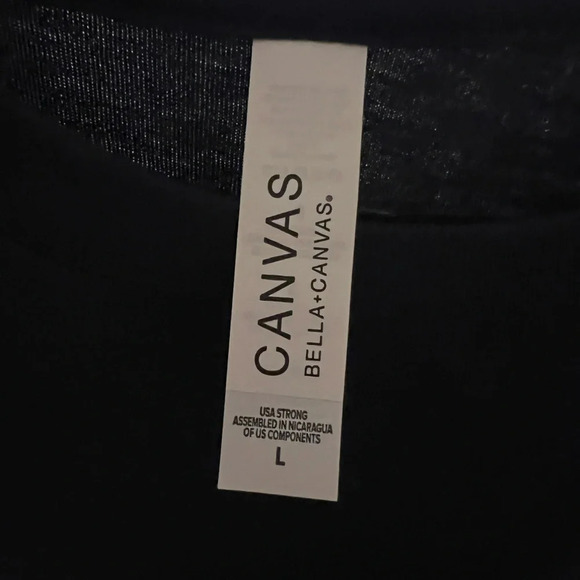 CANVAS
BELLA+CANVAS®
USA STRONG
ASSEMBLED IN NICARAGUA
OF US COMPONENTS
L